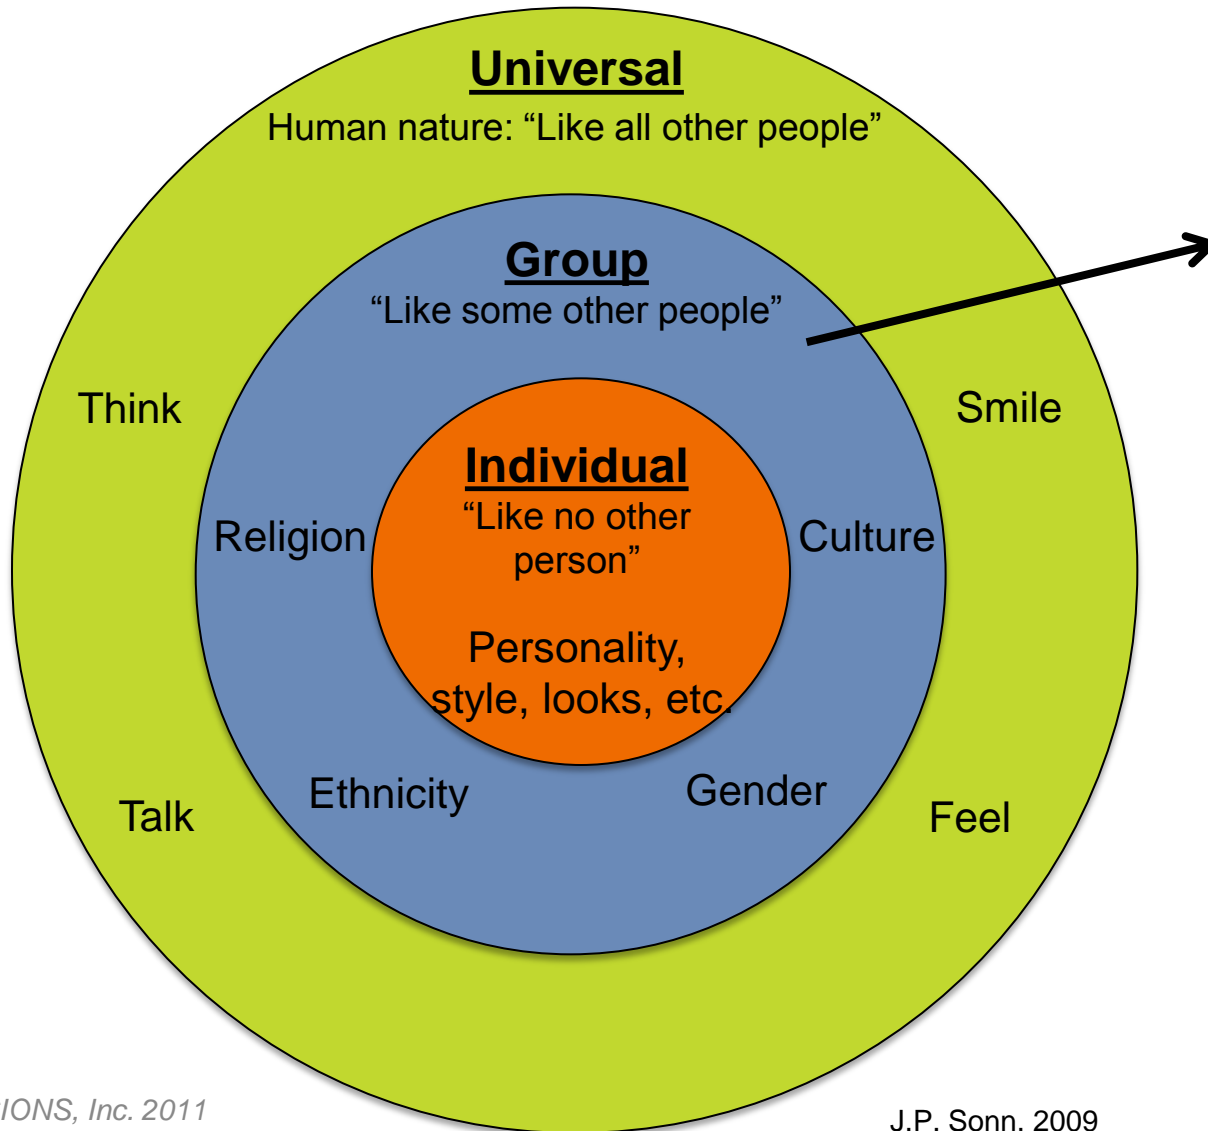 Universal
Human nature: “Like all other people”
Group
“Like some other people”
Think
Smile
Individual
“Like no other
person”
Religion
Culture
Personality,
style, looks, etc.
Ethnicity
Gender
Talk
Feel
IONS, Inc. 2011
J.P. Sonn, 2009